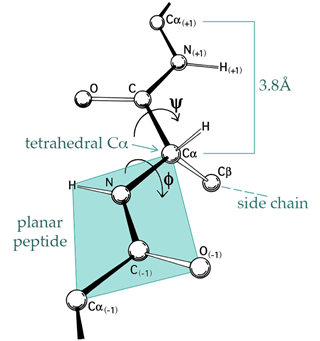 Cα(+1)
N(+1)
H(+1)
O
C
3.8Å
ψ
H
tetrahedral Cα
Cα
Cβ
N
H
ϕ
side chain
planar
peptide
O(-1)
C(-1)
Cα(-1)